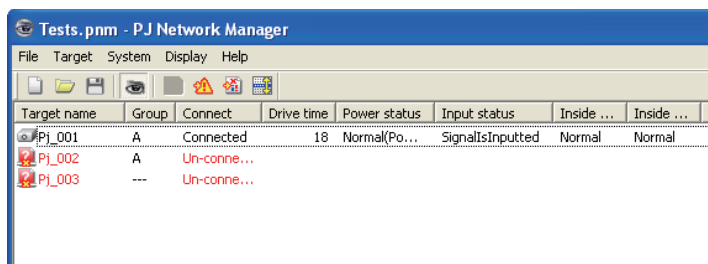 Tests.pnm - PJ Network Manager
File Target System Display Help
Target name Group Connect Drive time Power status Input status Inside ... Inside ...
Pj_001 A Connected 18 Normal(Po... SignalIsInputted Normal Normal
Pj_002 A Un-conne...
Pj_003 --- Un-conne...